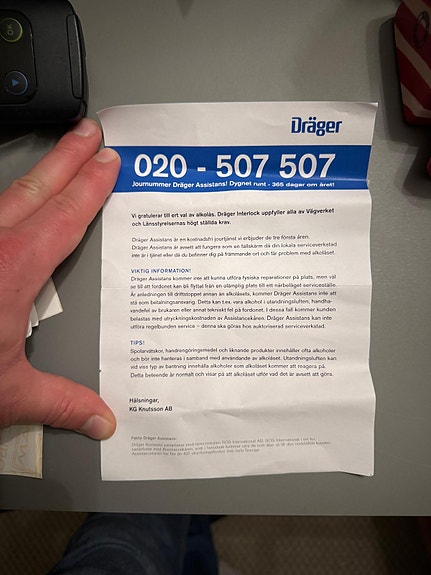 OK
Dräger
020 - 507 507
Journummer Dräger Assistans! Dygnet runt - 365 dagar om året!
Vi gratulerar till ert val av alkolås. Dräger Interlock uppfyller alla av Vägverket
och Länsstyrelsernas högt ställda krav.
Dräger Assistans är en kostnadsfri jourtjänst vi erbjuder de tre första åren.
Dräger Assistans är avsett att fungera som en fallskärm då din lokala serviceverkstad
inte är i tjänst eller då du befinner dig på främmande ort och får problem med alkolåset.
VIKTIG INFORMATION!
Dräger Assistans kommer inte att kunna utföra fysiska reparationer på plats, men väl
se till att fordonet kan bli flyttat från en olämplig plats till ett närbeläget serviceställe.
Är anledningen till driftstoppet annan än alkolåsets, kommer Dräger Assistans inte att
stå som betalningsansvarig. Detta kan t.ex. vara alkohol i utandningsluften, handha-
vandefel av brukaren eller annat tekniskt fel på fordonet. I dessa fall kommer kunden
belastas med utryckningskostnaden av Assistancekåren. Dräger Assistans kan inte
utföra regelbunden service – denna ska göras hos auktoriserad serviceverkstad.
TIPS!
Spolarvätskor, handrengöringsmedel och liknande produkter innehåller ofta alkoholer
och bör inte hanteras i samband med användande av alkolåset. Utandningsluften kan
vid viss typ av bantning innehålla alkoholer som alkolåset kommer att reagera på.
Detta beteende är normalt och visar på att alkolåset utför vad det är avsett att göra.
Hälsningar,
KG Knutsson AB
Fakta Dräger Assistans: